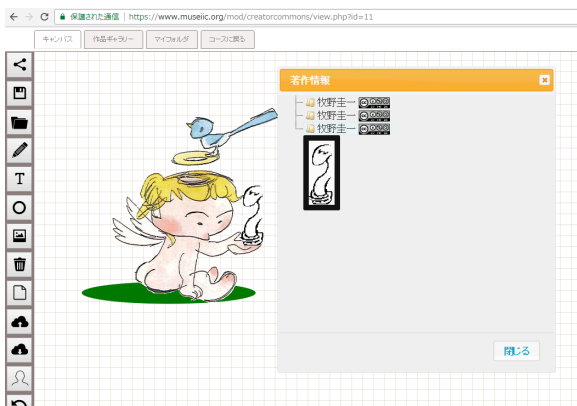 保護された通信 | https://www.museiic.org/mod/creatorcommons/view.php?id=11
キャンバス 作品ギャラリー マイフォルダ コースに戻る
著作情報
牧野圭一
牧野圭一
牧野圭一
T
閉じる